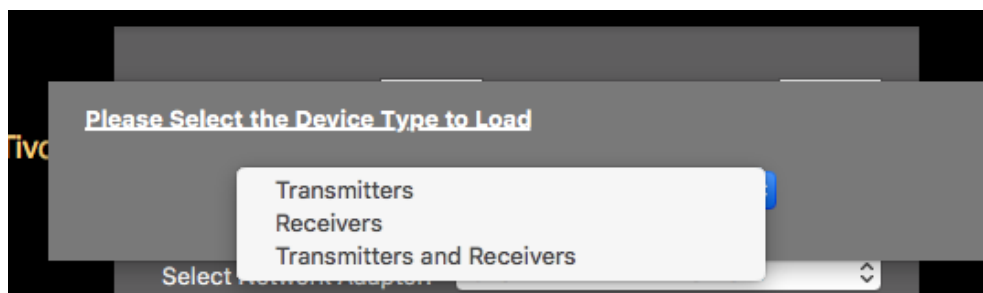 Please Select the Device Type to Load
Transmitters
Receivers
Transmitters and Receivers
Select